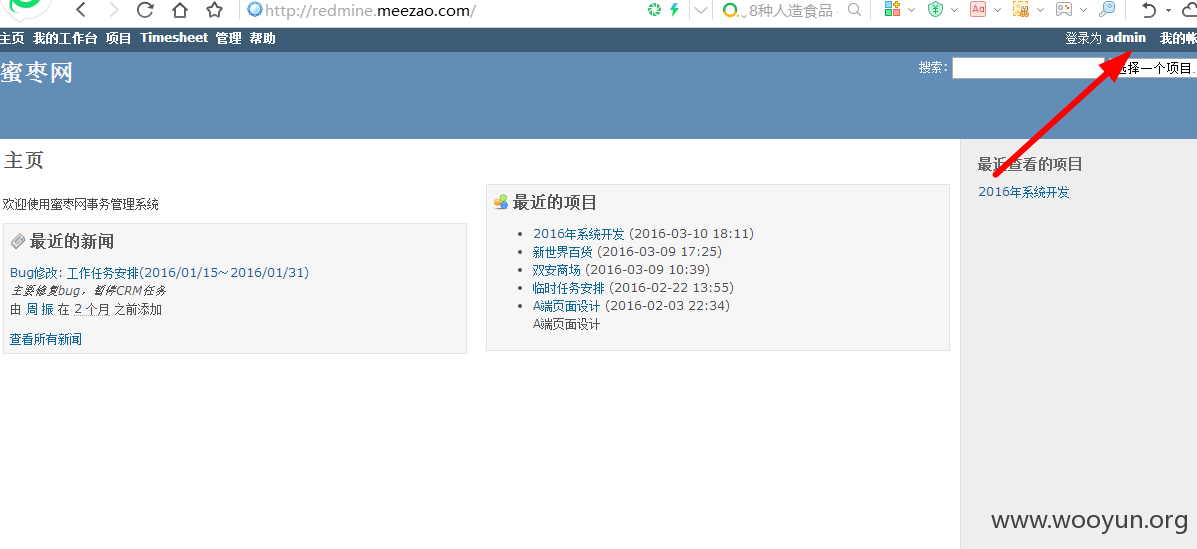 http://redmine.meezao.com/
8种人造食品
主页 我的工作台 项目 Timesheet 管理 帮助
登录为 admin 我的帐
蜜枣网
搜索:
选择一个项目.
主页
欢迎使用蜜枣网事务管理系统
最近的新闻
Bug修改: 工作任务安排(2016/01/15～2016/01/31)
主要修复bug，暂停CRM任务
由 周 振 在 2 个月 之前添加
查看所有新闻
最近的项目
2016年系统开发 (2016-03-10 18:11)
新世界百货 (2016-03-09 17:25)
双安商场 (2016-03-09 10:39)
临时任务安排 (2016-02-22 13:55)
A端页面设计 (2016-02-03 22:34)
A端页面设计
最近查看的项目
2016年系统开发
www.wooyun.org